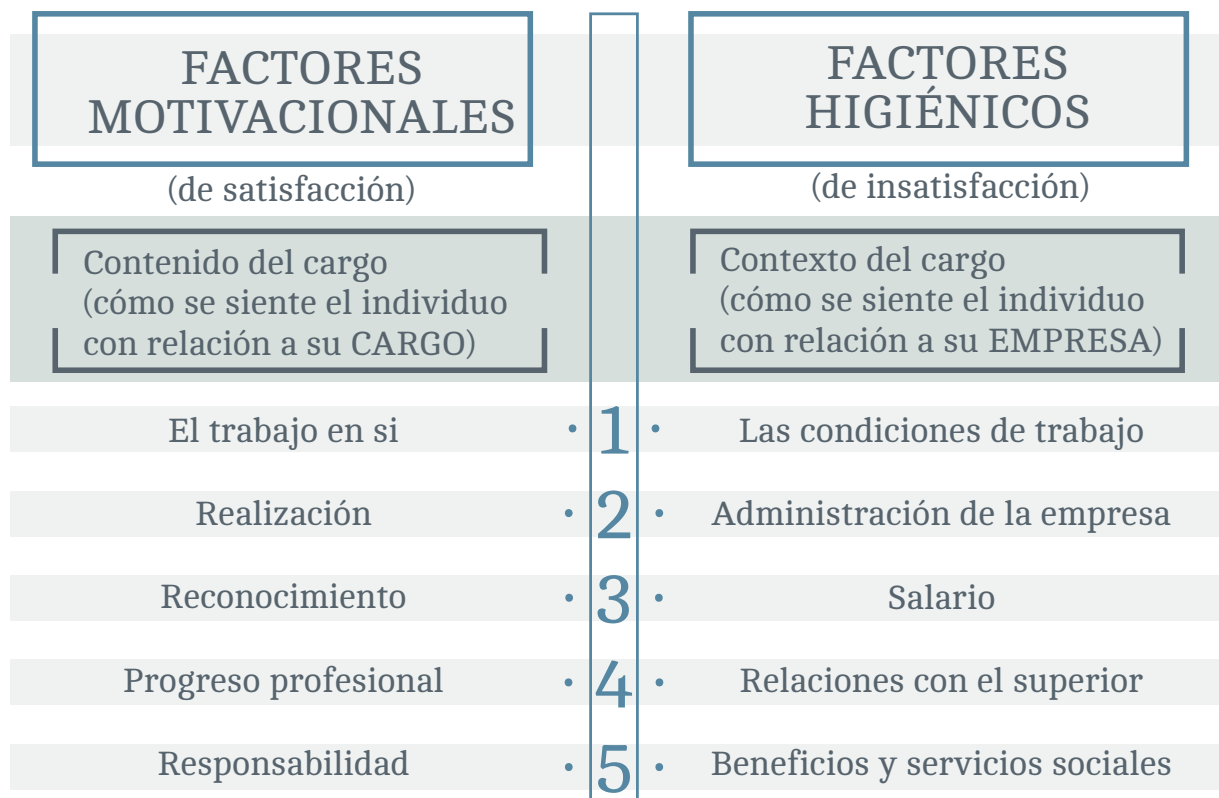 FACTORES
MOTIVACIONALES
(de satisfacción)
FACTORES
HIGIÉNICOS
(de insatisfacción)
Contenido del cargo
(cómo se siente el individuo
con relación a su CARGO)
Contexto del cargo
(cómo se siente el individuo
con relación a su EMPRESA)
El trabajo en si · 1 · Las condiciones de trabajo
Realización · 2 · Administración de la empresa
Reconocimiento · 3 · Salario
Progreso profesional · 4 · Relaciones con el superior
Responsabilidad · 5 · Beneficios y servicios sociales